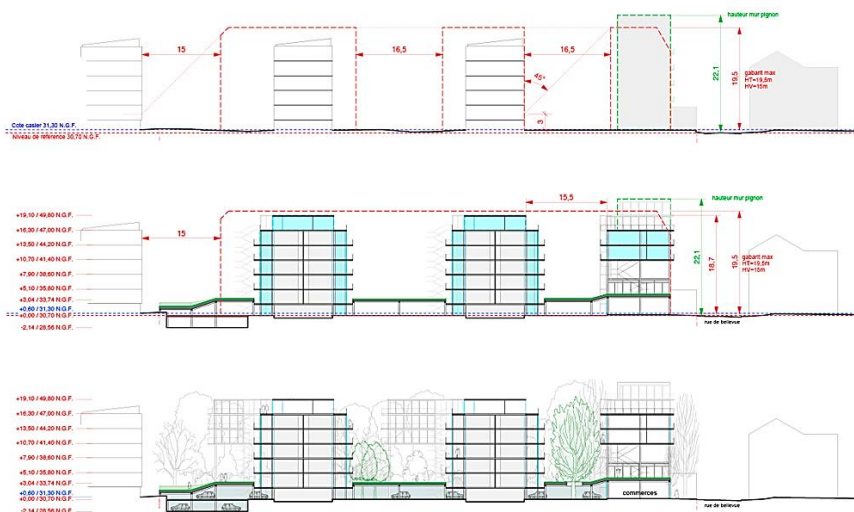 hauteur mur pignon
15
16,5
16,5
45°
3
22,1
19,5
gabarit max
HT=19,5m
HV=15m
Cote casier 31,30 N.G.F.
Niveau de référence 30,70 N.G.F.
15,5
hauteur mur pignon
15
22,1
18,7
19,5
gabarit max
HT=19,5m
HV=15m
+19,10 / 49,80 N.G.F.
+16,30 / 47,00 N.G.F.
+13,50 / 44,20 N.G.F.
+10,70 / 41,40 N.G.F.
+7,90 / 38,60 N.G.F.
+5,10 / 35,80 N.G.F.
+3,04 / 33,74 N.G.F.
+0,60 / 31,30 N.G.F.
+0,00 / 30,70 N.G.F.
-2,14 / 28,56 N.G.F.
rue de bellevue
+19,10 / 49,80 N.G.F.
+16,30 / 47,00 N.G.F.
+13,50 / 44,20 N.G.F.
+10,70 / 41,40 N.G.F.
+7,90 / 38,60 N.G.F.
+5,10 / 35,80 N.G.F.
+3,04 / 33,74 N.G.F.
+0,60 / 31,30 N.G.F.
+0,00 / 30,70 N.G.F.
-2,14 / 28,56 N.G.F.
commerces
rue de bellevue